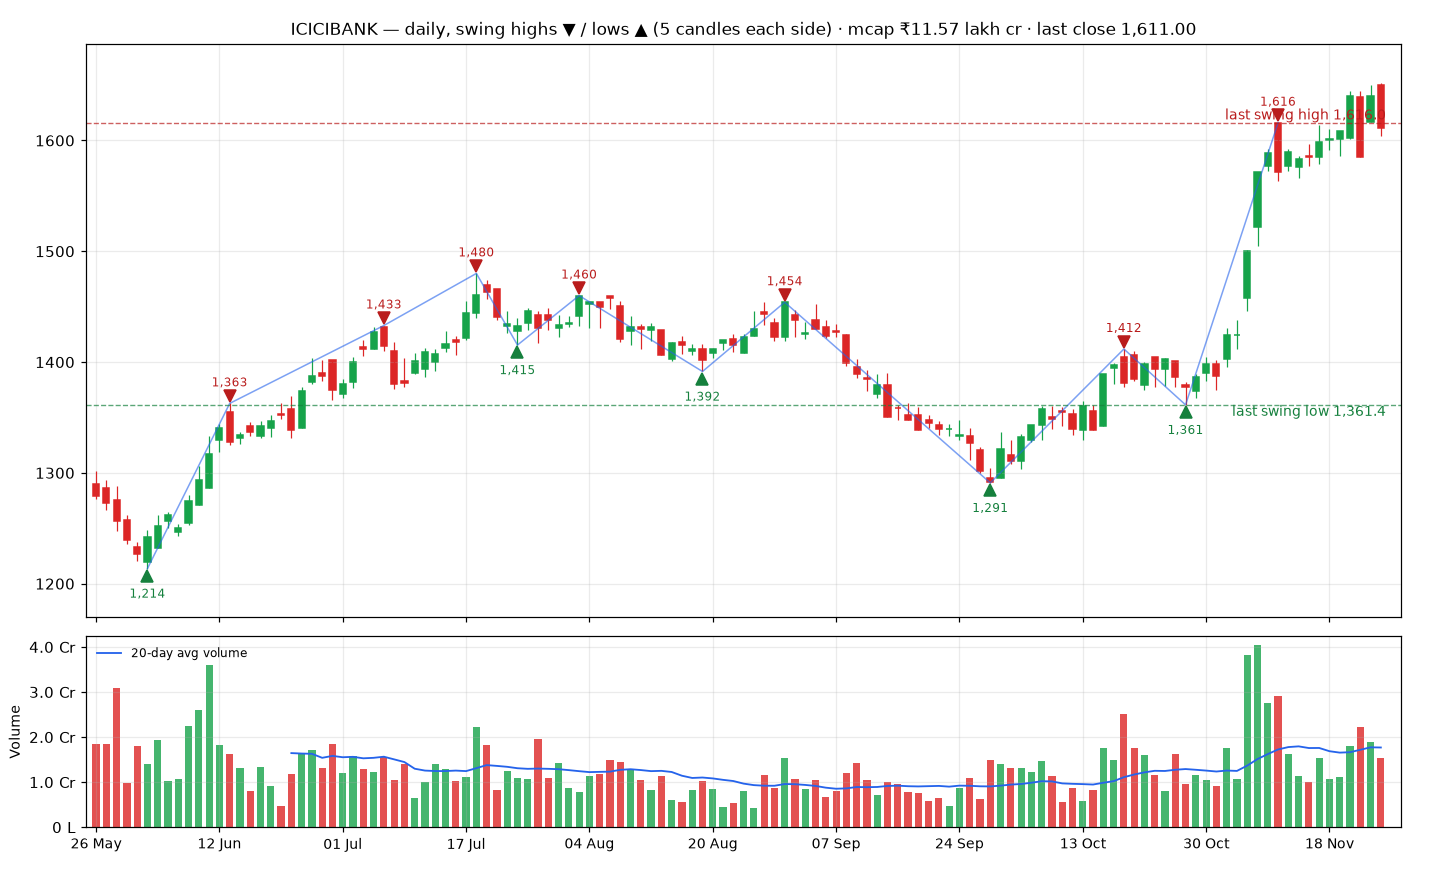 ICICIBANK — daily, swing highs ▼ / lows ▲ (5 candles each side) · mcap ₹11.57 lakh cr · last close 1,611.00
1,616
last swing high 1,616.0
1600
1500
1,480
1,460
1,454
1,433
1,412
1400
1,415
1,392
1,363
last swing low 1,361.4
1,361
1300
1,291
1200
1,214
4.0 Cr
20-day avg volume
3.0 Cr
2.0 Cr
Volume
1.0 Cr
0 L
26 May 12 Jun 01 Jul 17 Jul 04 Aug 20 Aug 07 Sep 24 Sep 13 Oct 30 Oct 18 Nov